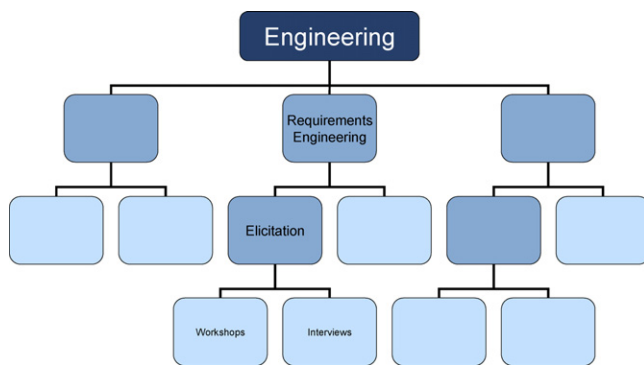 Engineering
Requirements
Engineering
Elicitation
Workshops
Interviews